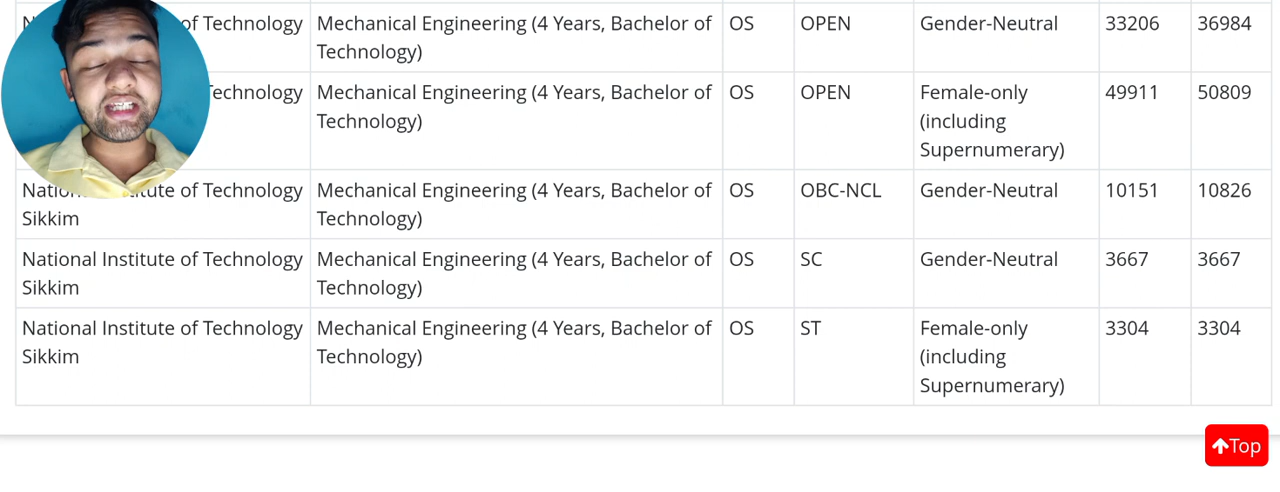 of Technology Mechanical Engineering (4 Years, Bachelor of OS OPEN Gender-Neutral 33206 36984
Technology)
Technology Mechanical Engineering (4 Years, Bachelor of OS OPEN Female-only 49911 50809
Technology) (including
Supernumerary)
National Institute of Technology Mechanical Engineering (4 Years, Bachelor of OS OBC-NCL Gender-Neutral 10151 10826
Sikkim Technology)
National Institute of Technology Mechanical Engineering (4 Years, Bachelor of OS SC Gender-Neutral 3667 3667
Sikkim Technology)
National Institute of Technology Mechanical Engineering (4 Years, Bachelor of OS ST Female-only 3304 3304
Sikkim Technology) (including
Supernumerary)
Top